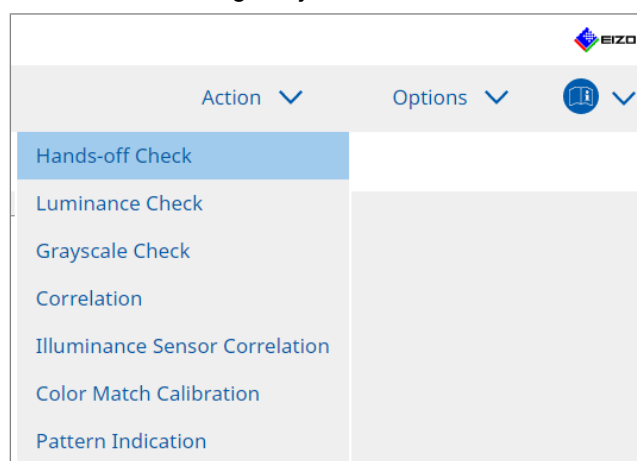 EIZO
Action Options
Hands-off Check
Luminance Check
Grayscale Check
Correlation
Illuminance Sensor Correlation
Color Match Calibration
Pattern Indication